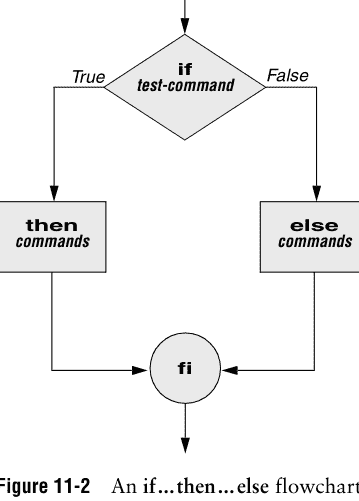 if
test-command
True
False
then
commands
else
commands
fi
Figure 11-2 An if...then...else flowchart